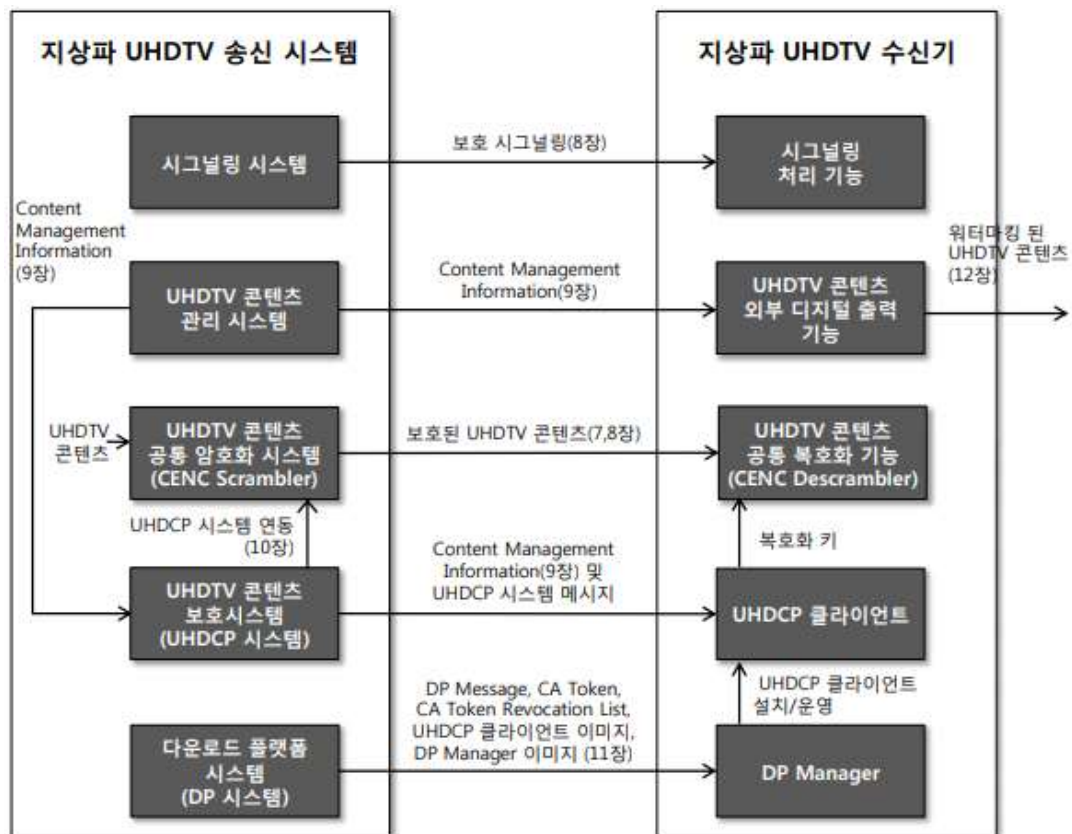 지상파 UHDTV 송신 시스템
지상파 UHDTV 수신기
시그널링 시스템
보호 시그널링(8장)
시그널링
처리 기능
Content
Management
Information
(9장)
UHDTV 콘텐츠
관리 시스템
Content Management
Information(9장)
UHDTV 콘텐츠
외부 디지털 출력
기능
워터마킹 된
UHDTV 콘텐츠
(12장)
UHDTV
콘텐츠
UHDTV 콘텐츠
공통 암호화 시스템
(CENC Scrambler)
보호된 UHDTV 콘텐츠(7,8장)
UHDTV 콘텐츠
공통 복호화 기능
(CENC Descrambler)
UHDCP 시스템 연동
(10장)
복호화 키
UHDTV 콘텐츠
보호시스템
(UHDCP 시스템)
Content Management
Information(9장) 및
UHDCP 시스템 메시지
UHDCP 클라이언트
UHDCP 클라이언트
설치/운영
다운로드 플랫폼
시스템
(DP 시스템)
DP Message, CA Token,
CA Token Revocation List,
UHDCP 클라이언트 이미지,
DP Manager 이미지 (11장)
DP Manager